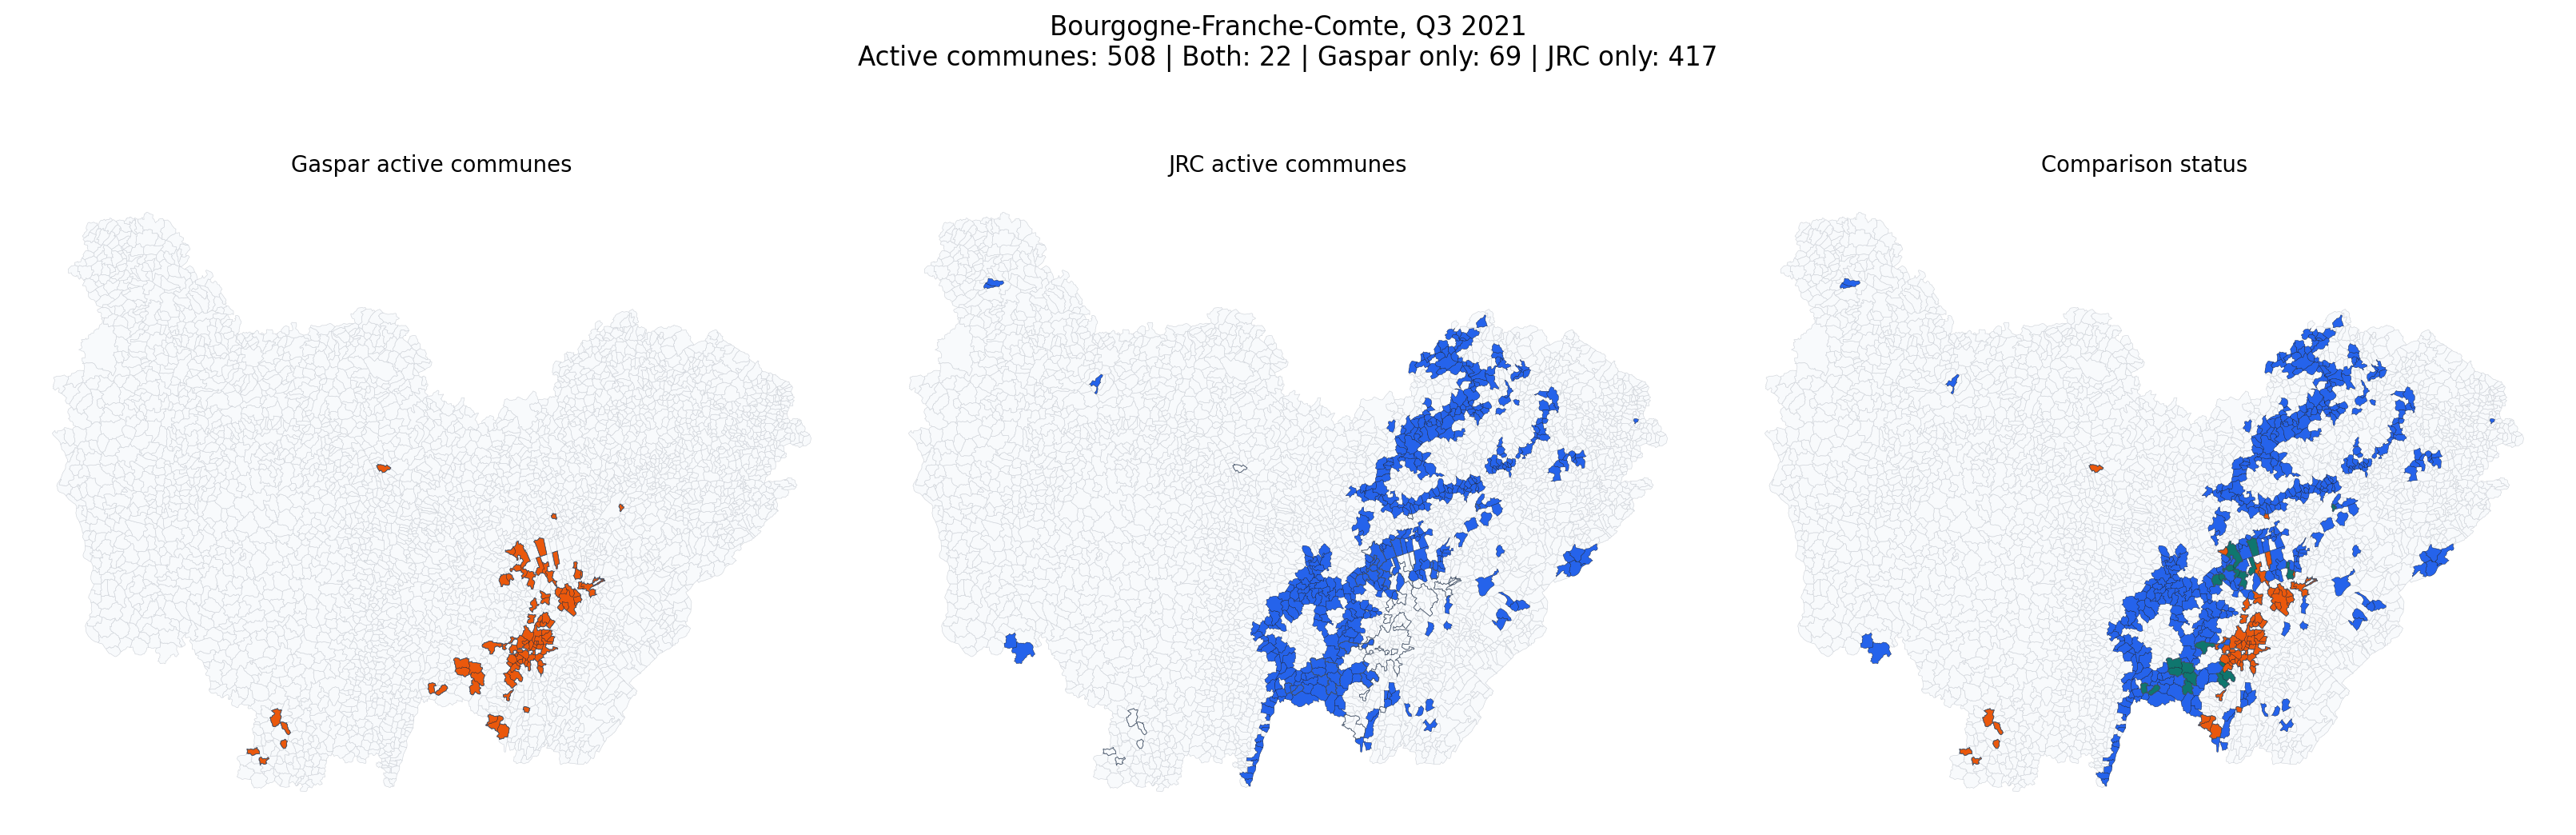 Bourgogne-Franche-Comte, Q3 2021
Active communes: 508 | Both: 22 | Gaspar only: 69 | JRC only: 417
Gaspar active communes
JRC active communes
Comparison status